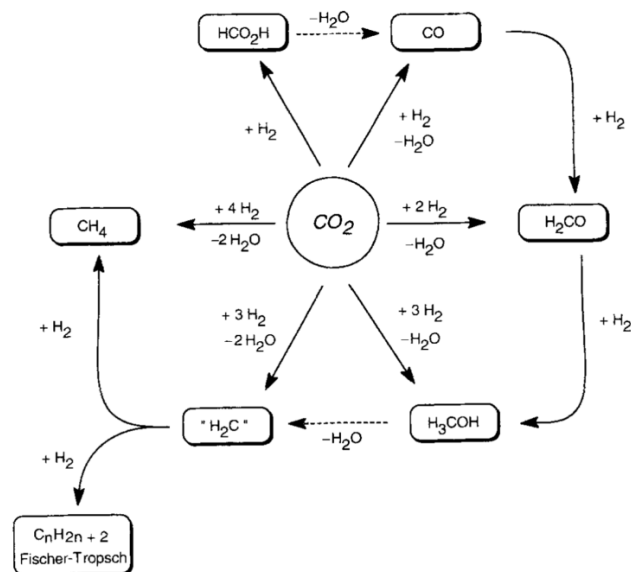 –H₂O
HCO₂H
CO
+ H₂
+ H₂
–H₂O
+ H₂
CH₄
+ 4 H₂
–2 H₂O
CO₂
+ 2 H₂
–H₂O
H₂CO
+ 3 H₂
–2 H₂O
+ 3 H₂
–H₂O
+ H₂
+ H₂
" H₂C "
–H₂O
H₃COH
+ H₂
CₙH2n + 2
Fischer-Tropsch